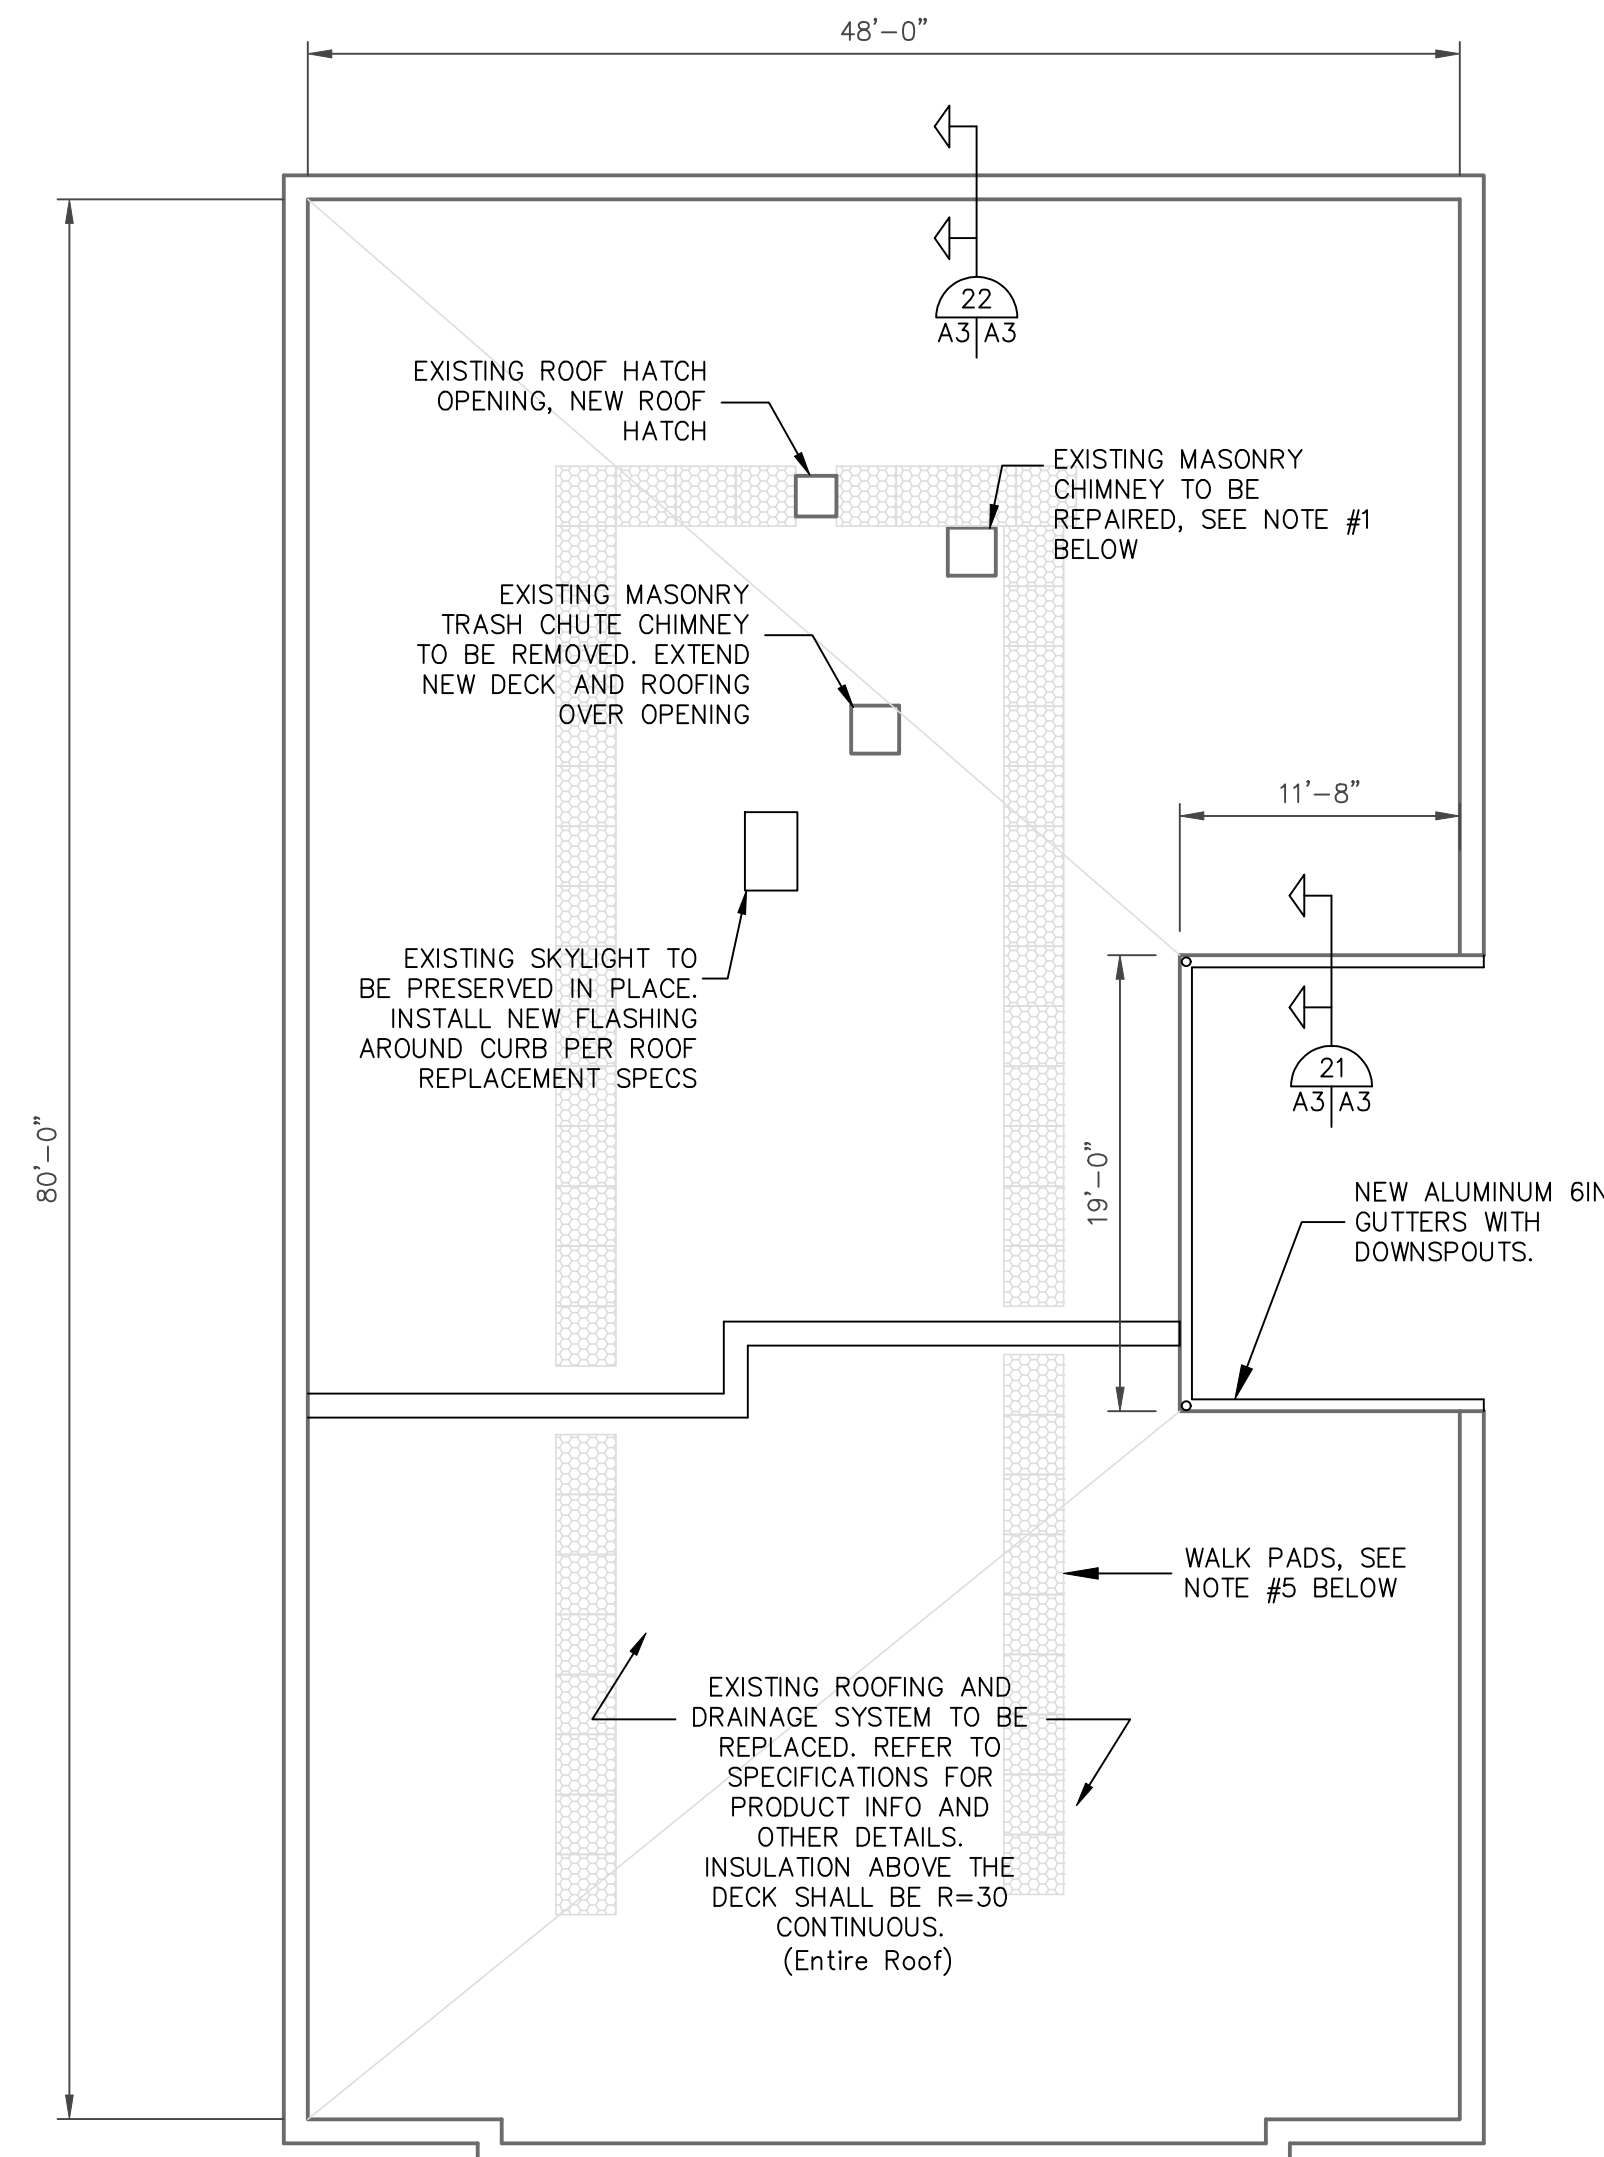 48'-0"
22
A3 A3
EXISTING ROOF HATCH
OPENING, NEW ROOF
HATCH
EXISTING MASONRY
CHIMNEY TO BE
REPAIRED, SEE NOTE #1
BELOW
EXISTING MASONRY
TRASH CHUTE CHIMNEY
TO BE REMOVED. EXTEND
NEW DECK AND ROOFING
OVER OPENING
11'-8"
EXISTING SKYLIGHT TO
BE PRESERVED IN PLACE.
INSTALL NEW FLASHING
AROUND CURB PER ROOF
REPLACEMENT SPECS
21
A3 A3
80'-0"
19'-0"
NEW ALUMINUM 6IN
GUTTERS WITH
DOWNSPOUTS.
WALK PADS, SEE
NOTE #5 BELOW
EXISTING ROOFING AND
DRAINAGE SYSTEM TO BE
REPLACED. REFER TO
SPECIFICATIONS FOR
PRODUCT INFO AND
OTHER DETAILS.
INSULATION ABOVE THE
DECK SHALL BE R=30
CONTINUOUS.
(Entire Roof)